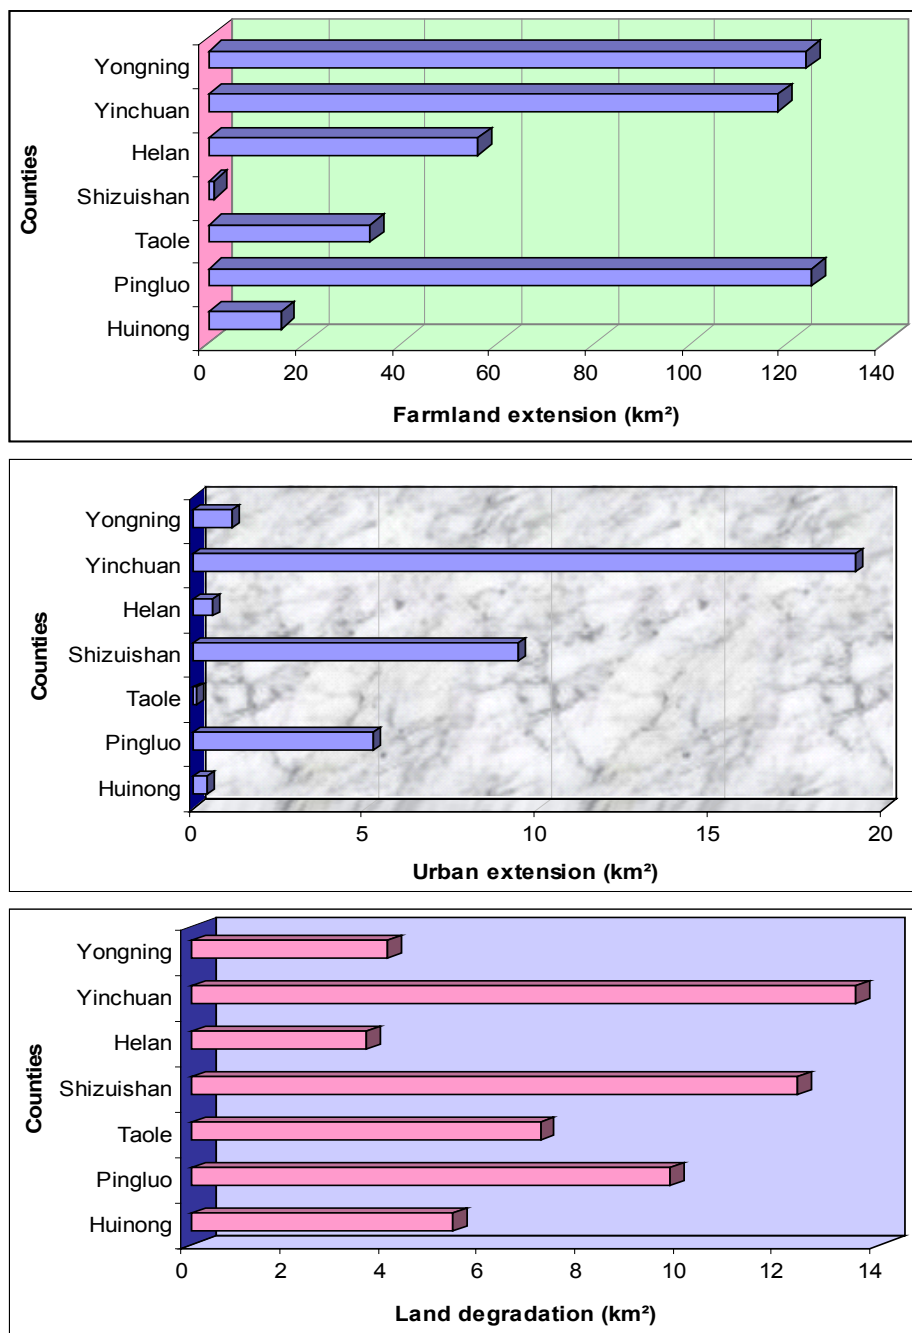 Yongning
Yinchuan
Helan
Shizuishan
Taole
Pingluo
Huinong
Counties
0 20 40 60 80 100 120 140
Farmland extension (km²)
Yongning
Yinchuan
Helan
Shizuishan
Taole
Pingluo
Huinong
Counties
0 5 10 15 20
Urban extension (km²)
Yongning
Yinchuan
Helan
Shizuishan
Taole
Pingluo
Huinong
Counties
0 2 4 6 8 10 12 14
Land degradation (km²)